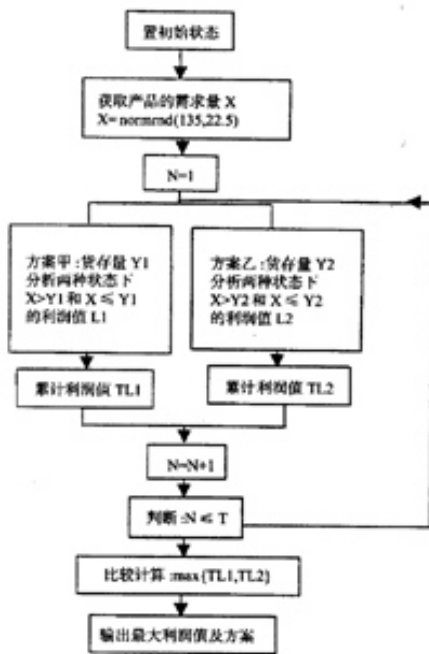 置初始状态
获取产品的需求量 X
X=normrnd(135,22.5)
N=1
方案甲:货存量 Y1
分析两种状态下
X>Y1 和 X ≤ Y1
的利润值 L1
方案乙:货存量 Y2
分析两种状态下
X>Y2 和 X ≤ Y2
的利润值 L2
累计利润值 TL1
累计利润值 TL2
N=N+1
判断:N ≤ T
比较计算:max{TL1,TL2}
输出最大利润值及方案